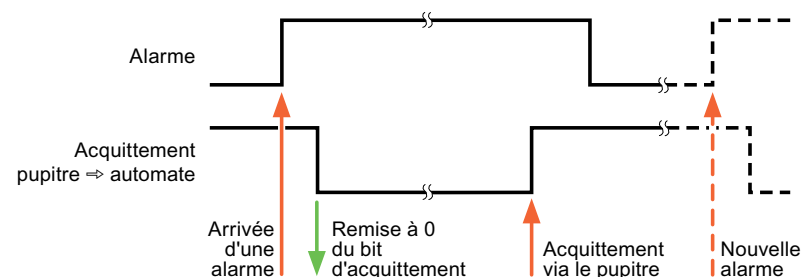 Alarme
Acquittement
pupitre ⇨ automate
Arrivée
d'une
alarme
Remise à 0
du bit
d'acquittement
Acquittement
via le pupitre
Nouvelle
alarme